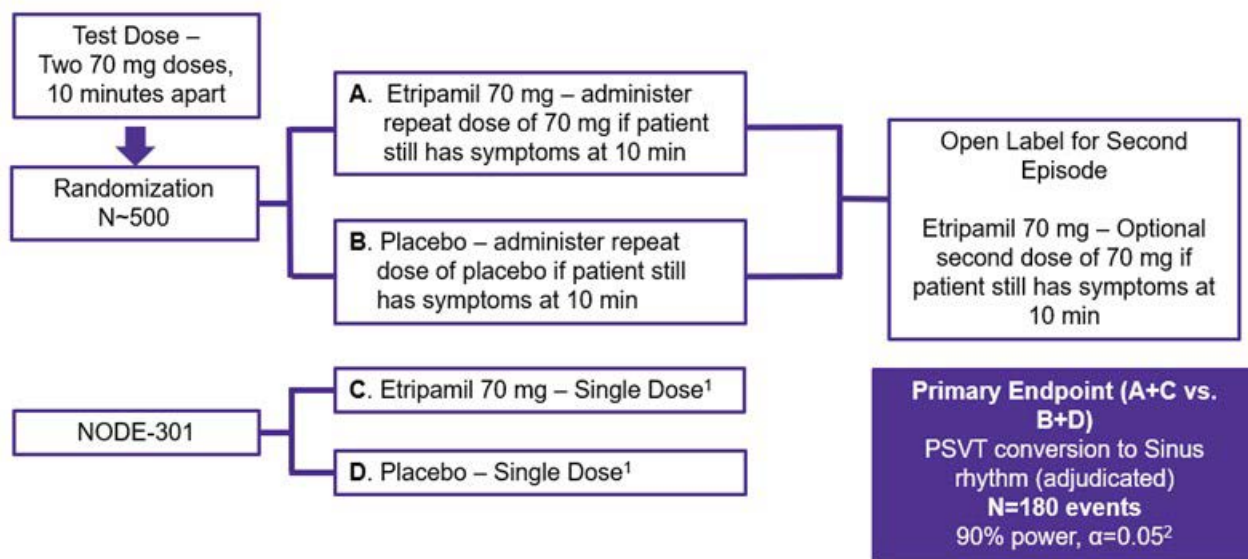 Test Dose –
Two 70 mg doses,
10 minutes apart
Randomization
N~500
A. Etripamil 70 mg – administer
repeat dose of 70 mg if patient
still has symptoms at 10 min
B. Placebo – administer repeat
dose of placebo if patient still
has symptoms at 10 min
Open Label for Second
Episode
Etripamil 70 mg – Optional
second dose of 70 mg if
patient still has symptoms at
10 min
NODE-301
C. Etripamil 70 mg – Single Dose¹
D. Placebo – Single Dose¹
Primary Endpoint (A+C vs.
B+D)
PSVT conversion to Sinus
rhythm (adjudicated)
N=180 events
90% power, α=0.05²